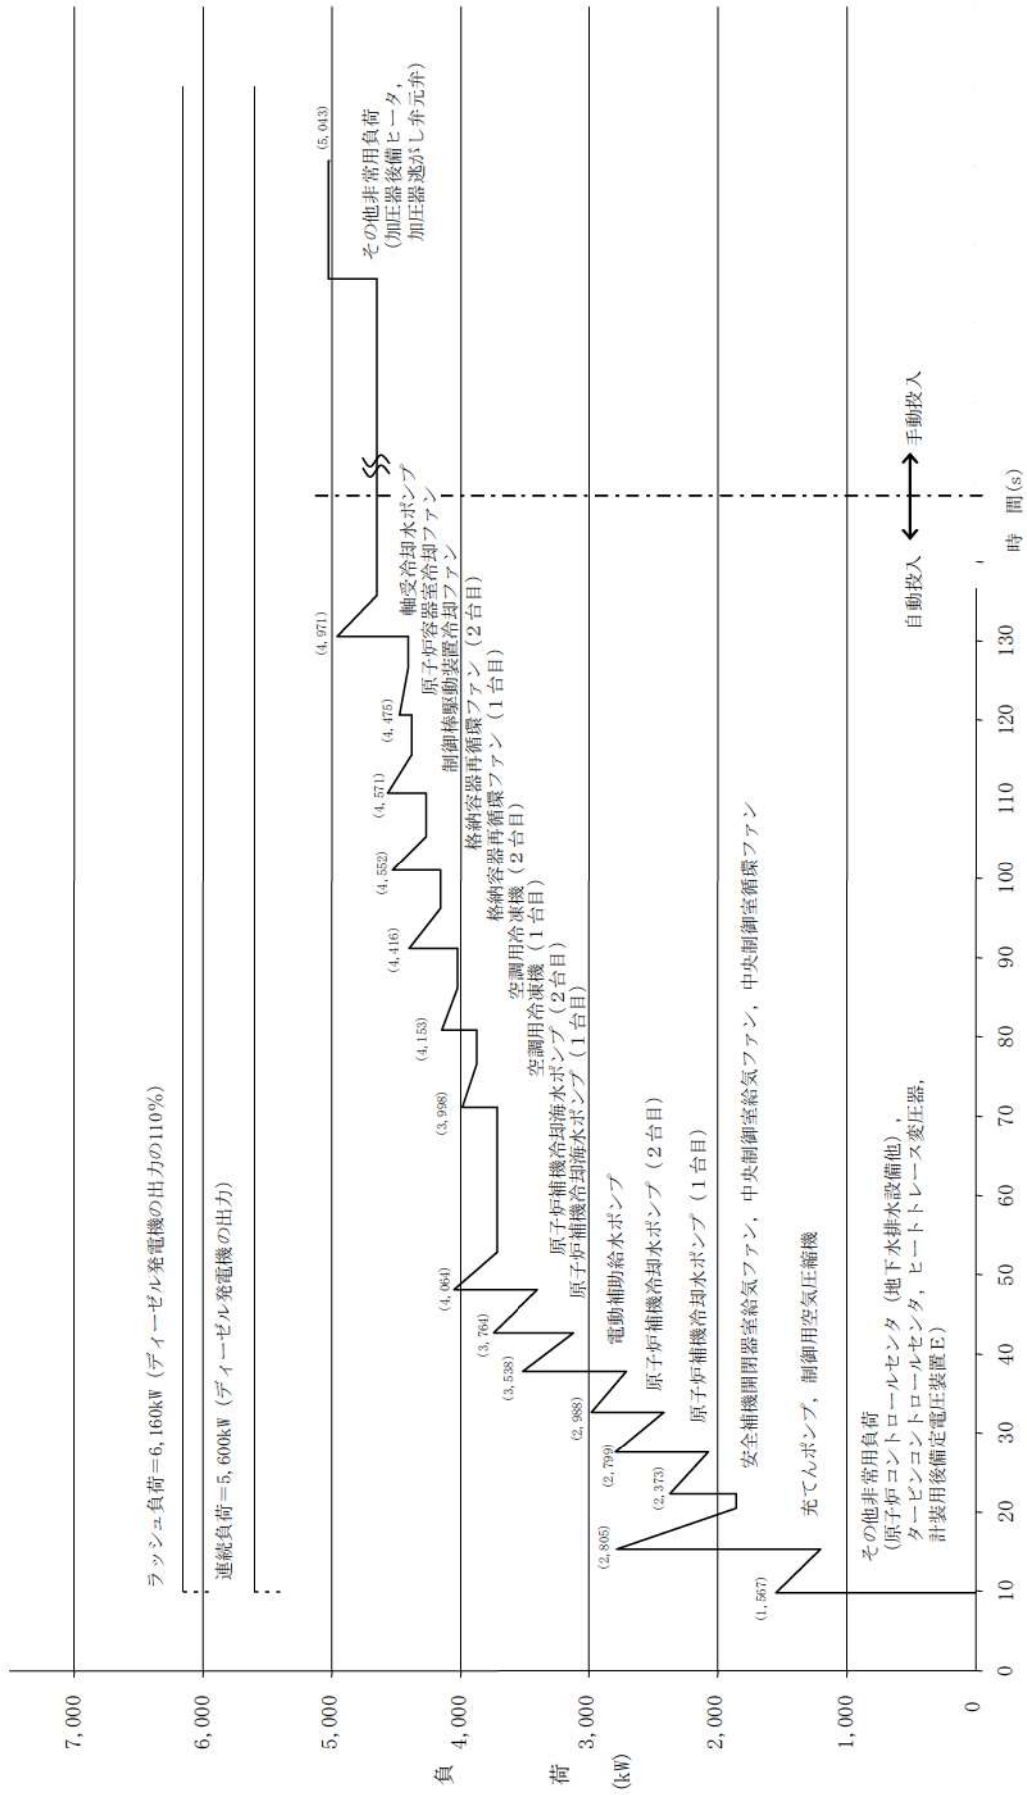 7,000
6,000
5,000
4,000
3,000
2,000
1,000
0
負
荷
(kW)
ラッシュ負荷=6,160kW (ディーゼル発電機の出力の110%)
連続負荷=5,600kW (ディーゼル発電機の出力)
(1,567)
(2,805)
(2,373)
(2,799)
(2,988)
(3,538)
(3,764)
(4,064)
(3,998)
(4,153)
(4,416)
(4,552)
(4,571)
(4,475)
(4,971)
(5,043)
その他非常用負荷
(加圧器後備ヒータ,
加圧器逃がし弁元弁)
軸受冷却水ポンプ
原子炉容器室冷却ファン
制御棒駆動装置冷却ファン
格納容器再循環ファン (2台目)
格納容器再循環ファン (1台目)
空調用冷凍機 (2台目)
空調用冷凍機 (1台目)
原子炉補機冷却海水ポンプ (2台目)
原子炉補機冷却海水ポンプ (1台目)
電動補助給水ポンプ
原子炉補機冷却水ポンプ (2台目)
原子炉補機冷却水ポンプ (1台目)
安全補機開閉器室給気ファン, 中央制御室給気ファン, 中央制御室循環ファン
充てんポンプ, 制御用空気圧縮機
その他非常用負荷
(原子炉コントロールセンタ (地下水排水設備他),
タービンコントロールセンタ, ヒートトレース変圧器,
計装用後備定電圧装置E)
自動投入
手動投入
0
10
20
30
40
50
60
70
80
90
100
110
120
130
時 間(s)